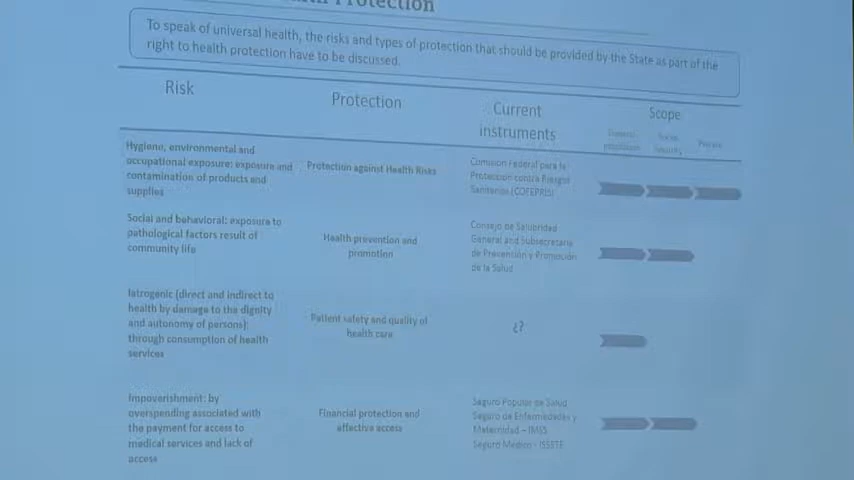 Protection
To speak of universal health, the risks and types of protection that should be provided by the State as part of the
right to health protection have to be discussed.
Risk
Protection
Current
instruments
Scope
Social
Security
Private
Hygiene, environmental and
occupational exposure: exposure and
contamination of products and
supplies
Protection against Health Risks
Comisión Federal para la
Protección contra Riesgos
Sanitarios (COFEPRIS)
Social and behavioral: exposure to
pathological factors result of
community life
Health prevention and
promotion
Consejo de Salubridad
General and Subsecretaría
de Prevención y Promoción
de la Salud
Iatrogenic (direct and indirect to
health by damage to the dignity
and autonomy of persons):
through consumption of health
services
Patient safety and quality of
health care
¿?
Impoverishment: by
overspending associated with
the payment for access to
medical services and lack of
access
Financial protection and
effective access
Seguro Popular de Salud
Seguro de Enfermedades y
Maternidad – IMSS
Seguro Medico - ISSSTE